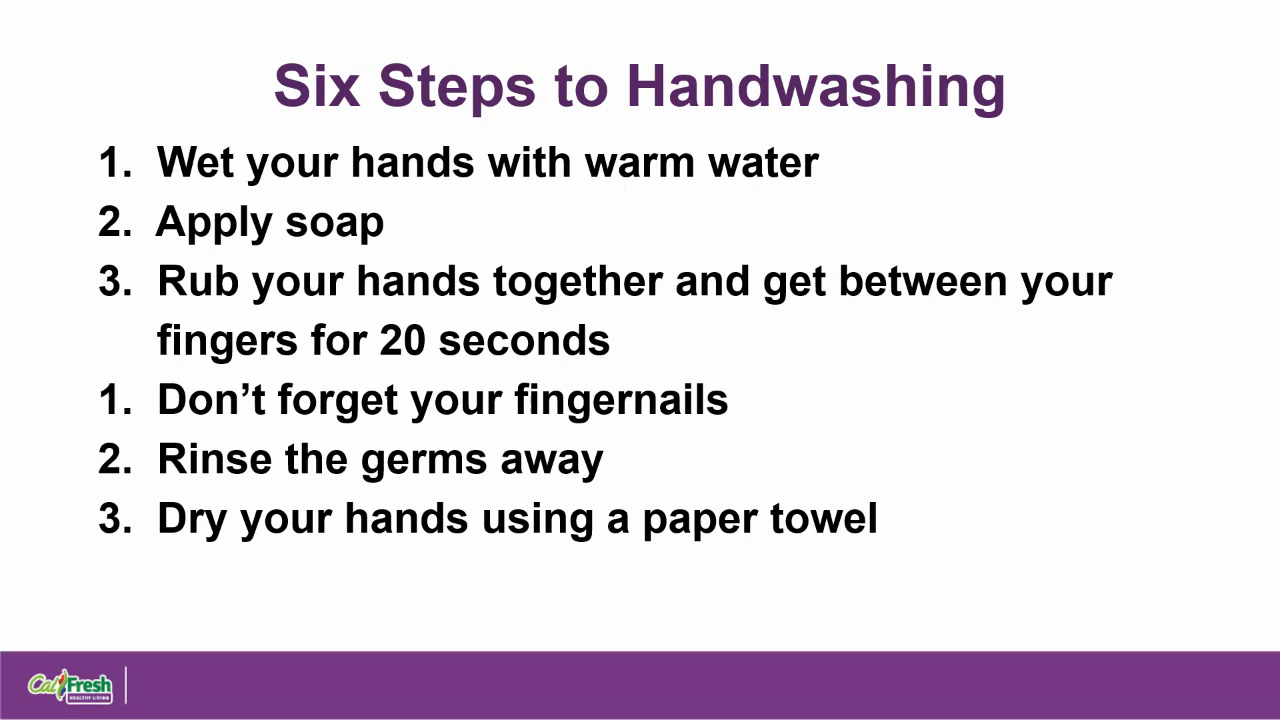 Six Steps to Handwashing
1. Wet your hands with warm water
2. Apply soap
3. Rub your hands together and get between your
fingers for 20 seconds
1. Don’t forget your fingernails
2. Rinse the germs away
3. Dry your hands using a paper towel
CalFresh
HEALTHY LIVING